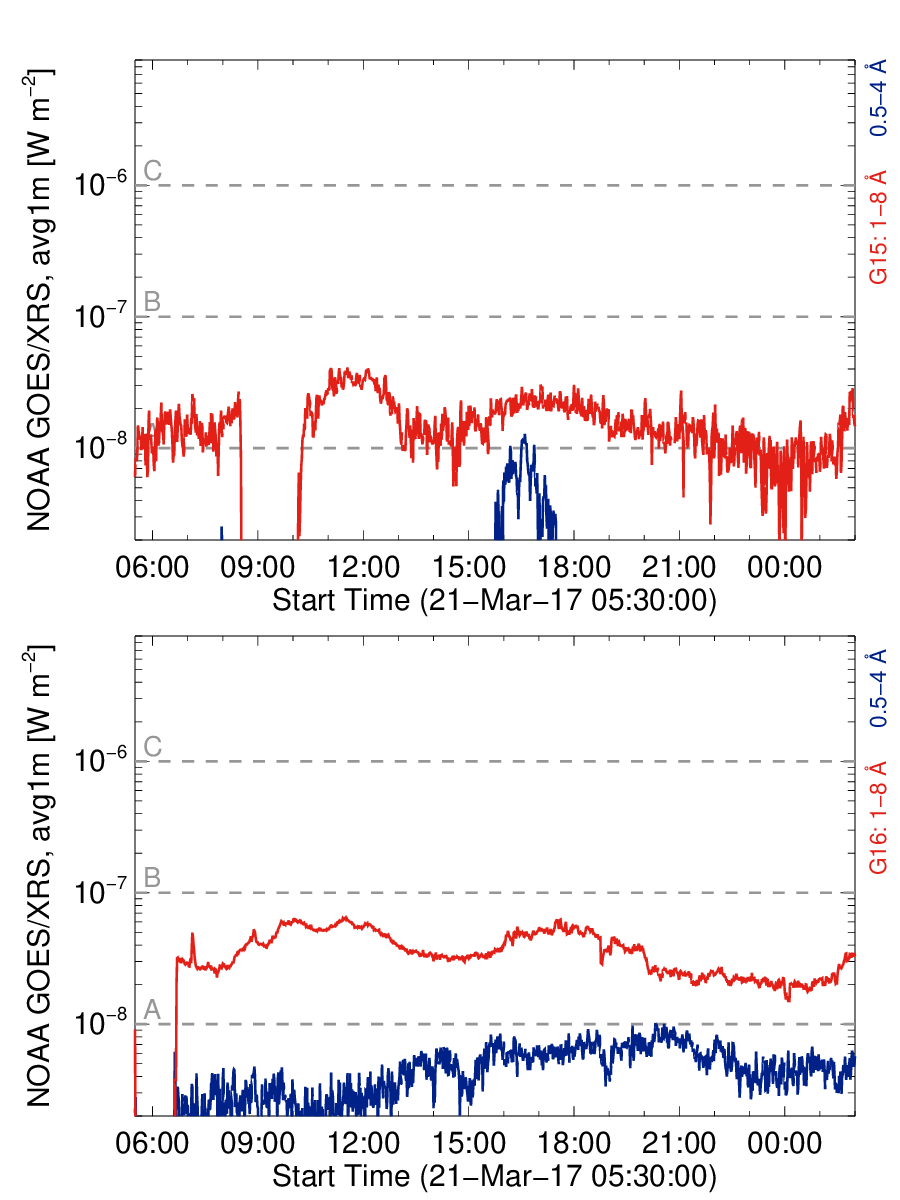 NOAA GOES/XRS, avg1m [W m⁻²]
10⁻⁶
10⁻⁷
10⁻⁸
C
B
06:00 09:00 12:00 15:00 18:00 21:00 00:00
Start Time (21−Mar−17 05:30:00)
G15: 1−8 Å 0.5−4 Å
NOAA GOES/XRS, avg1m [W m⁻²]
10⁻⁶
10⁻⁷
10⁻⁸
C
B
A
06:00 09:00 12:00 15:00 18:00 21:00 00:00
Start Time (21−Mar−17 05:30:00)
G16: 1−8 Å 0.5−4 Å